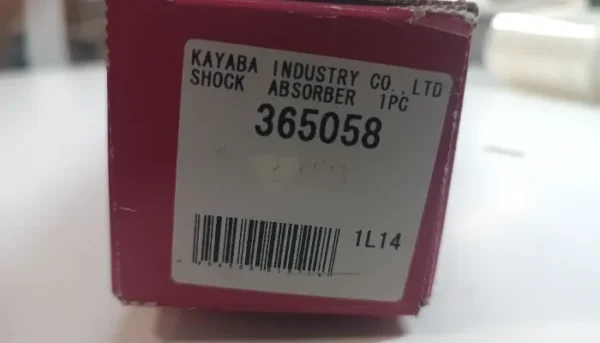 KAYABA INDUSTRY CO.,LTD
SHOCK ABSORBER 1PC
365058
1L14